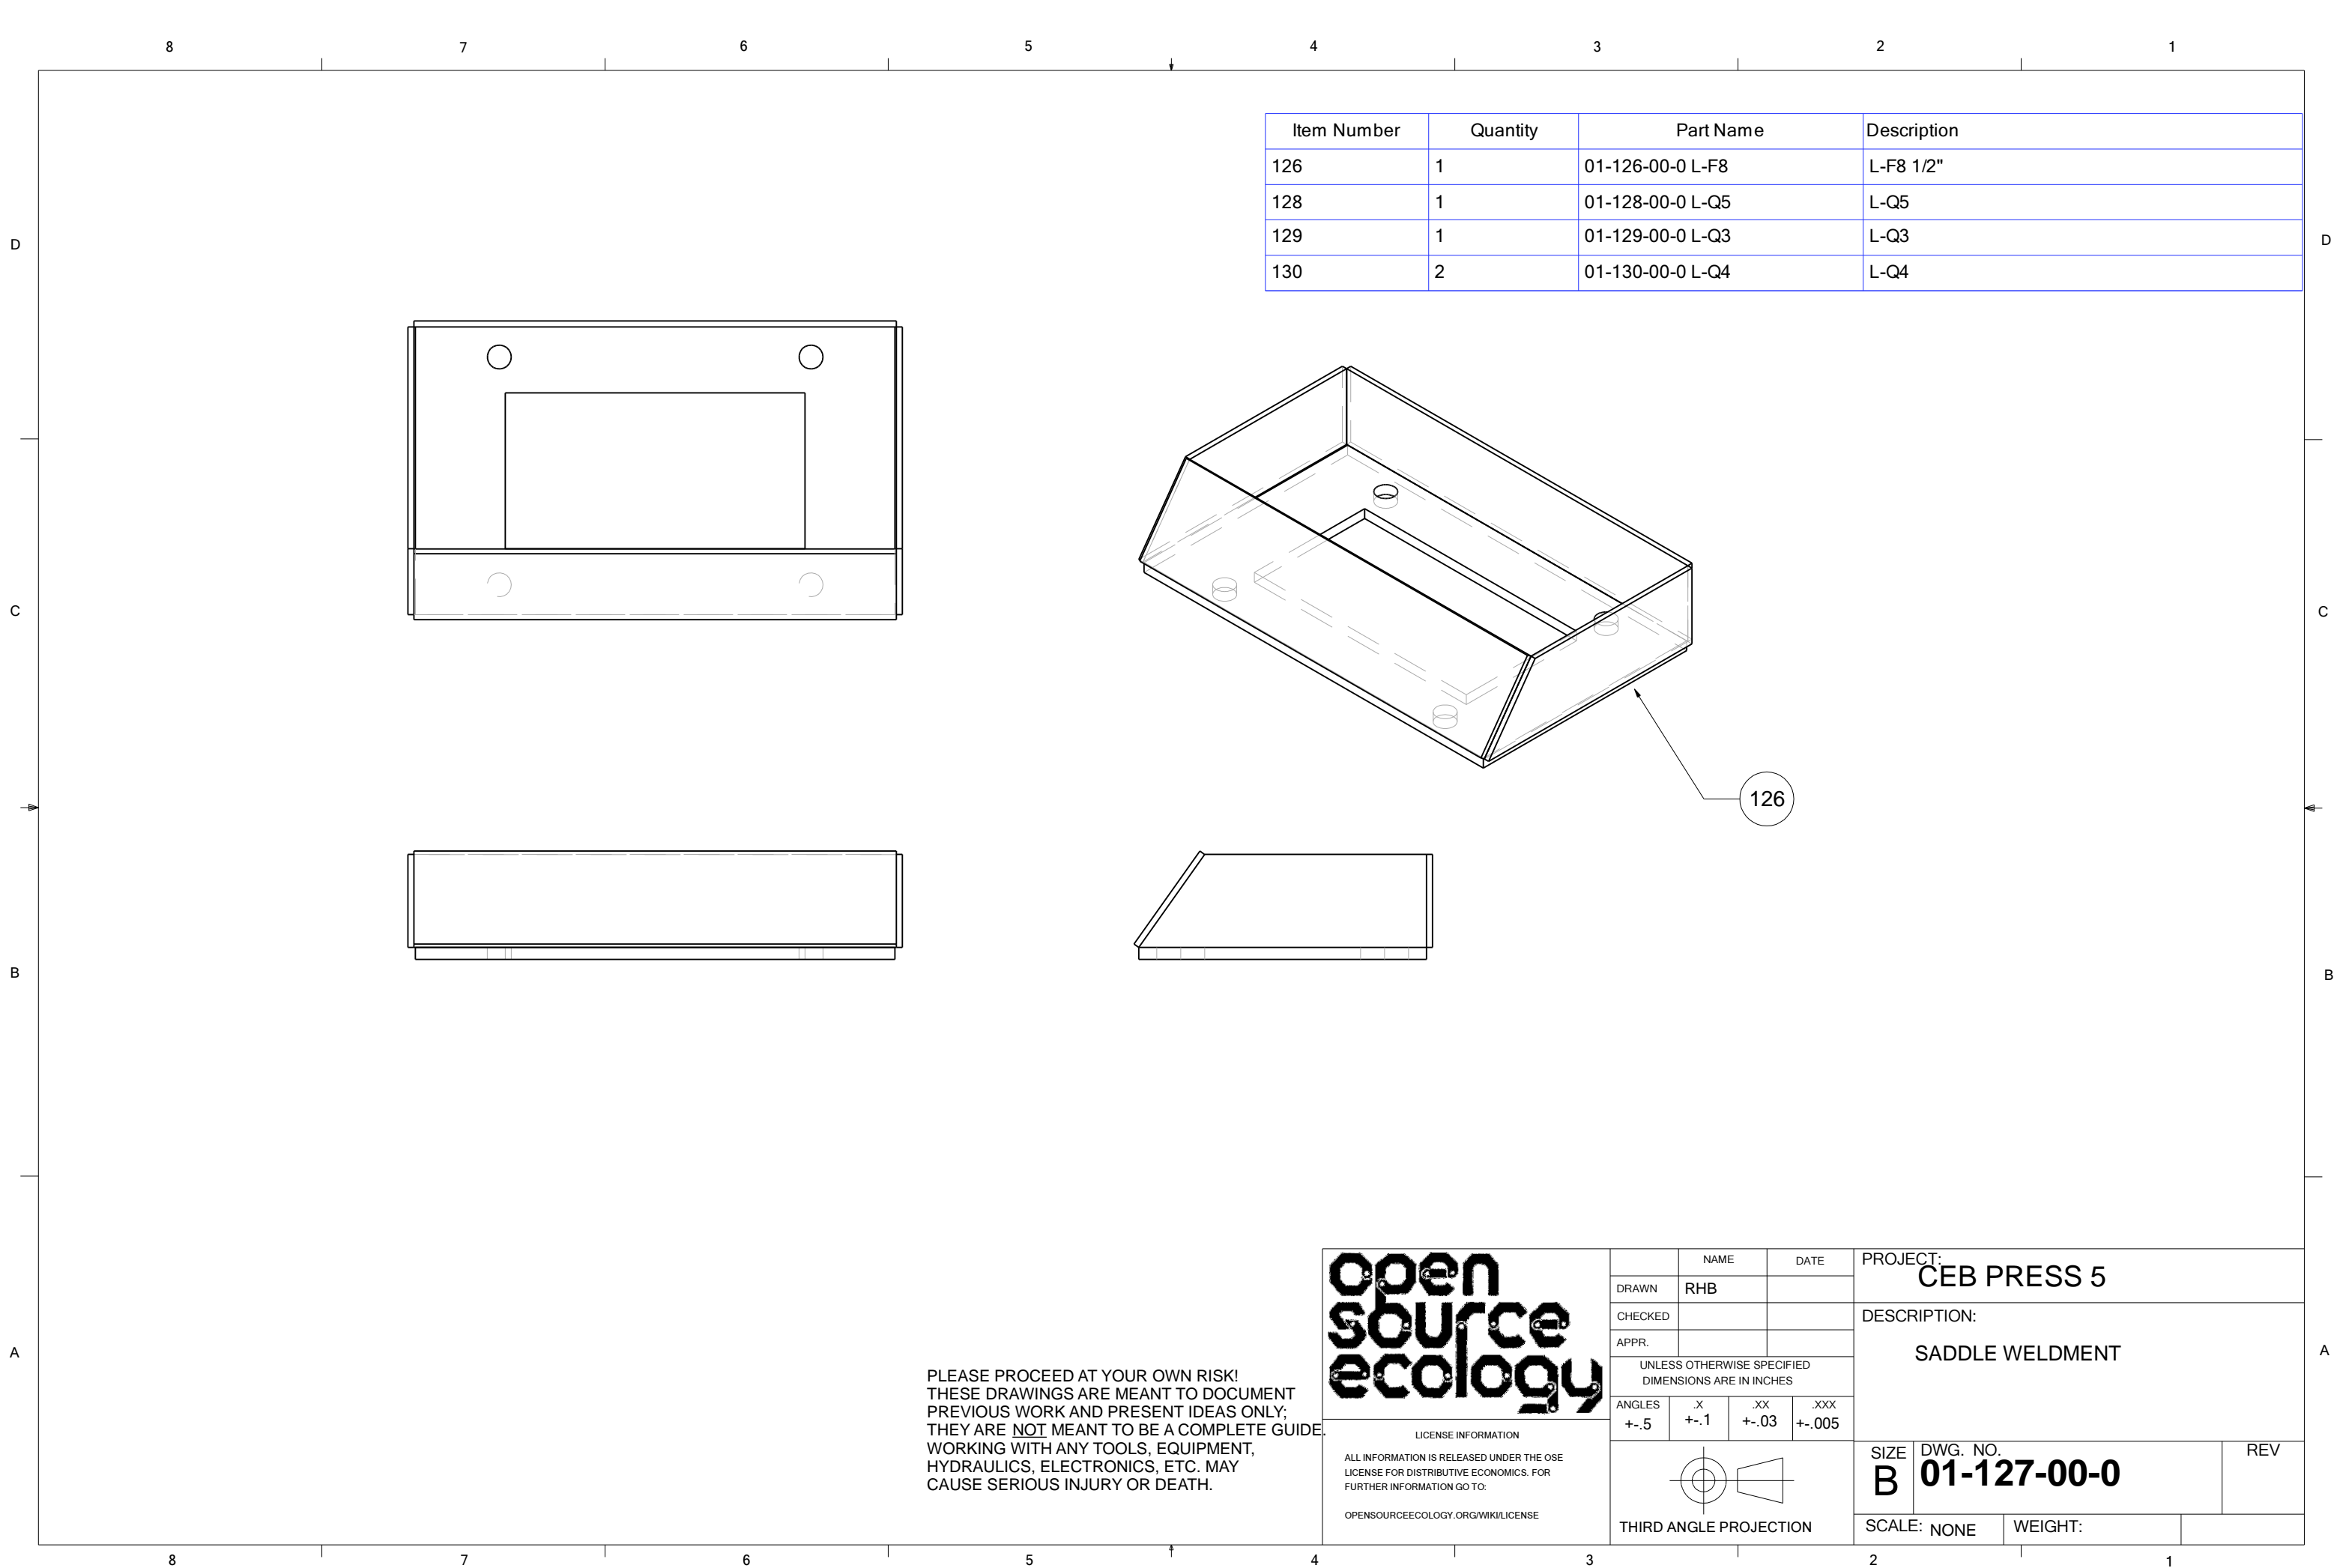 8 7 6 5 4 3 2 1
Item Number Quantity Part Name Description
126 1 01-126-00-0 L-F8 L-F8 1/2"
128 1 01-128-00-0 L-Q5 L-Q5
129 1 01-129-00-0 L-Q3 L-Q3
130 2 01-130-00-0 L-Q4 L-Q4
D D
C C
126
B B
A A
PLEASE PROCEED AT YOUR OWN RISK!
THESE DRAWINGS ARE MEANT TO DOCUMENT
PREVIOUS WORK AND PRESENT IDEAS ONLY;
THEY ARE NOT MEANT TO BE A COMPLETE GUIDE.
WORKING WITH ANY TOOLS, EQUIPMENT,
HYDRAULICS, ELECTRONICS, ETC. MAY
CAUSE SERIOUS INJURY OR DEATH.
open
source
ecology
LICENSE INFORMATION
ALL INFORMATION IS RELEASED UNDER THE OSE
LICENSE FOR DISTRIBUTIVE ECONOMICS. FOR
FURTHER INFORMATION GO TO:
OPENSOURCEECOLOGY.ORG/WIKI/LICENSE
NAME DATE
DRAWN RHB
CHECKED
APPR.
UNLESS OTHERWISE SPECIFIED
DIMENSIONS ARE IN INCHES
ANGLES .X .XX .XXX
+-.5 +-.1 +-.03 +-.005
THIRD ANGLE PROJECTION
PROJECT:
CEB PRESS 5
DESCRIPTION:
SADDLE WELDMENT
SIZE DWG. NO. REV
B 01-127-00-0
SCALE: NONE WEIGHT:
8 7 6 5 4 3 2 1